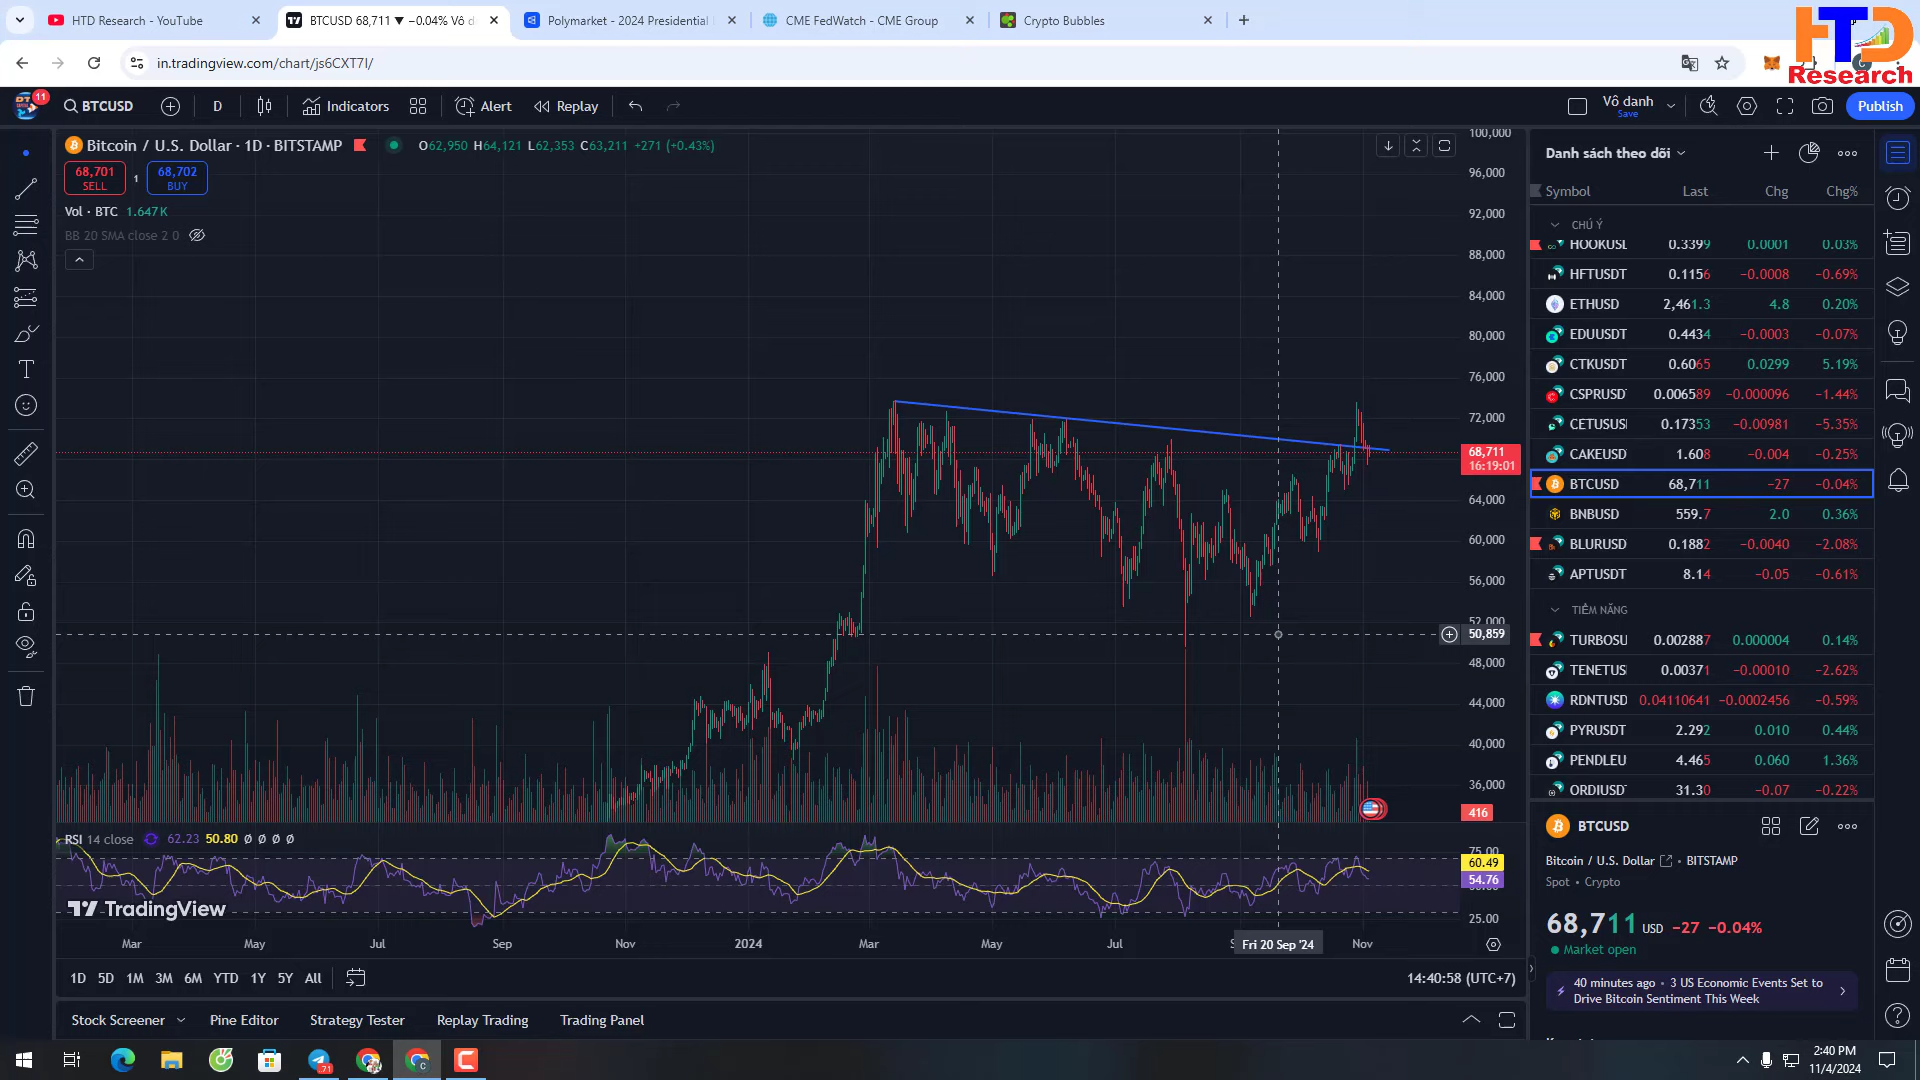 HTD Research - YouTube
BTCUSD 68,711 ▼ −0.04% Vô d
Polymarket - 2024 Presidential
CME FedWatch - CME Group
Crypto Bubbles
in.tradingview.com/chart/js6CXT7l/
HTD
Research
11
BTCUSD
D
Indicators
Alert
Replay
Vô danh
Save
Publish
Bitcoin / U.S. Dollar · 1D · BITSTAMP
O62,950 H64,121 L62,353 C63,211 +271 (+0.43%)
68,701
SELL
1
68,702
BUY
Vol · BTC 1.647K
BB 20 SMA close 2 0
100,000
96,000
92,000
88,000
84,000
80,000
76,000
72,000
68,711
16:19:01
64,000
60,000
56,000
52,000
50,859
48,000
44,000
40,000
36,000
416
RSI 14 close 62.23 50.80 Ø Ø Ø Ø
75.00
60.49
54.76
25.00
TradingView
Mar
May
Jul
Sep
Nov
2024
Mar
May
Jul
Fri 20 Sep '24
Nov
1D 5D 1M 3M 6M YTD 1Y 5Y All
14:40:58 (UTC+7)
Stock Screener
Pine Editor
Strategy Tester
Replay Trading
Trading Panel
Danh sách theo dõi
Symbol Last Chg Chg%
CHÚ Ý
HOOKUSI 0.3399 0.0001 0.03%
HFTUSDT 0.1156 −0.0008 −0.69%
ETHUSD 2,461.3 4.8 0.20%
EDUUSDT 0.4434 −0.0003 −0.07%
CTKUSDT 0.6065 0.0299 5.19%
CSPRUSD 0.006589 −0.000096 −1.44%
CETUSUS 0.17353 −0.00981 −5.35%
CAKEUSD 1.608 −0.004 −0.25%
BTCUSD 68,711 −27 −0.04%
BNBUSD 559.7 2.0 0.36%
BLURUSD 0.1882 −0.0040 −2.08%
APTUSDT 8.14 −0.05 −0.61%
TIỀM NĂNG
TURBOSU 0.002887 0.000004 0.14%
TENETUS 0.00371 −0.00010 −2.62%
RDNTUSD 0.04110641 −0.0002456 −0.59%
PYRUSDT 2.292 0.010 0.44%
PENDLEU 4.465 0.060 1.36%
ORDIUSD 31.30 −0.07 −0.22%
BTCUSD
Bitcoin / U.S. Dollar • BITSTAMP
Spot • Crypto
68,711 USD −27 −0.04%
Market open
40 minutes ago • 3 US Economic Events Set to
Drive Bitcoin Sentiment This Week
71
2:40 PM
11/4/2024